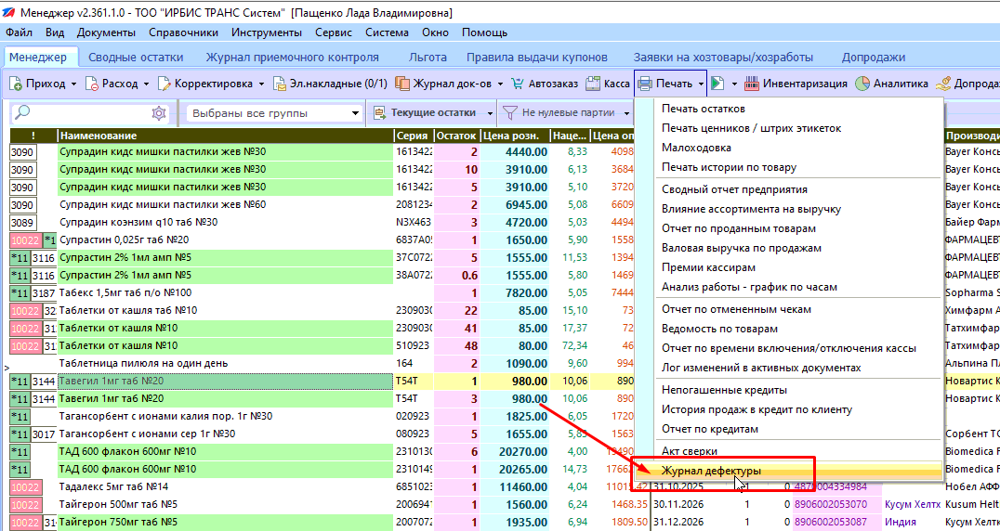 Менеджер v2.361.1.0 - ТОО "ИРБИС ТРАНС Систем" [Пащенко Лада Владимировна]
Файл Вид Документы Справочники Инструменты Сервис Система Окно Помощь
Менеджер Сводные остатки Журнал приемочного контроля Льгота Правила выдачи купонов Заявки на хозтовары/хозработы Допродажи
Приход Расход Корректировка Эл.накладные (0/1) Журнал док-ов Автозаказ Касса Печать Инвентаризация Аналитика Допрода
Выбраны все группы Текущие остатки Не нулевые партии
Печать остатков
Печать ценников / штрих этикеток
Малоходовка
Печать истории по товару
Сводный отчет предприятия
Влияние ассортимента на выручку
Отчет по проданным товарам
Валовая выручка по продажам
Премии кассирам
Анализ работы - график по часам
Отчет по отмененным чекам
Ведомость по товарам
Отчет по времени включения/отключения кассы
Лог изменений в активных документах
Непогашенные кредиты
История продаж в кредит по клиенту
Отчет по кредитам
Акт сверки
Журнал дефектуры
! Наименование Серия Остаток Цена розн. Наце... Цена оп Производи
3090 Супрадин кидс мишки пастилки жев №30 1613422 2 4440.00 8,33 4098 Bayer Консь
3090 Супрадин кидс мишки пастилки жев №30 1613422 10 3910.00 6,13 3684 Bayer Консь
3090 Супрадин кидс мишки пастилки жев №30 1613422 5 3910.00 5,10 3720 Bayer Консь
3090 Супрадин кидс мишки пастилки жев №60 2081234 2 6945.00 5,08 6609 Bayer Консь
3089 Супрадин коэнзим q10 таб №30 N3X463 3 4720.00 5,03 4494 Байер Фарм
10022 *1 Супрастин 0,025г таб №20 6837A05 1 1650.00 5,90 1558 ФАРМАЦЕВТ
*11 3116 Супрастин 2% 1мл амп №5 37C0722 5 1555.00 11,53 1394 ФАРМАЦЕВТ
*11 3116 Супрастин 2% 1мл амп №5 38A0722 0.6 1555.00 5,80 1469 ФАРМАЦЕВТ
*11 3187 Табекс 1,5мг таб п/о №100 1 7820.00 5,05 7444 Sopharma S
10022 32 Таблетки от кашля таб №10 2309030 22 85.00 15,10 73 Химфарм А
10022 31 Таблетки от кашля №10 2309030 41 85.00 17,37 72 Татхимфар
10022 31 Таблетки от кашля №10 510923 48 80.00 72,34 46 Татхимфар
Таблетница пилюля на один день 164 2 1090.00 9,60 994 Альпина Пл
*11 3144 Тавегил 1мг таб №20 T54T 1 980.00 10,06 890 Новартис К
*11 3144 Тавегил 1мг таб №20 T54T 3 980.00 10,06 890 Новартис К
*11 Тагансорбент с ионами калия пор. 1г №30 020923 1 1825.00 6,05 1720
*11 3017 Тагансорбент с ионами сер 1г №30 080923 5 1655.00 5,83 1563 Сорбент ТО
*11 ТАД 600 флакон 600мг №10 2310130 6 20270.00 4,00 19490 Biomedica F
*11 ТАД 600 флакон 600мг №10 2310149 1 20265.00 14,73 1766 Biomedica F
10022 Тадалекс 5мг таб №14 6851023 1 11460.00 4,04 11015.42 31.10.2025 1 0 4878004334984 Нобел АФФ
10022 Тайгерон 500мг таб №5 2006941 1 1560.00 6,24 1468.35 30.11.2026 1 0 8906002053070 Кусум Хелтх Kusum Helt
10022 31 Тайгерон 750мг таб №5 2007072 1 1935.00 6,94 1809.50 31.12.2026 1 0 8906002053087 Индия Кусум Хелт